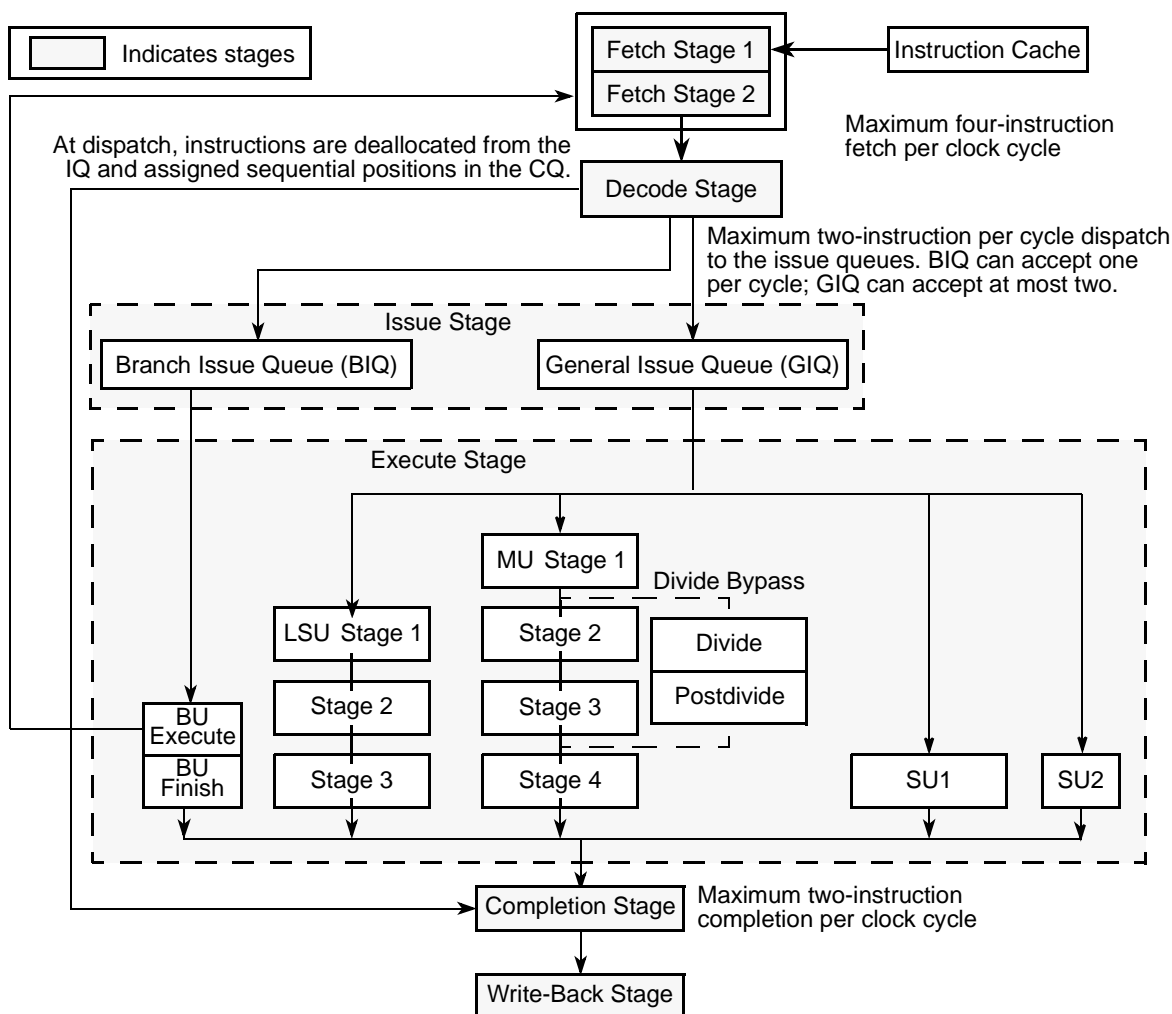 Indicates stages
Fetch Stage 1
Fetch Stage 2
Instruction Cache
Maximum four-instruction
fetch per clock cycle
At dispatch, instructions are deallocated from the
IQ and assigned sequential positions in the CQ.
Decode Stage
Maximum two-instruction per cycle dispatch
to the issue queues. BIQ can accept one
per cycle; GIQ can accept at most two.
Issue Stage
Branch Issue Queue (BIQ)
General Issue Queue (GIQ)
Execute Stage
MU Stage 1
Divide Bypass
LSU Stage 1
Stage 2
Divide
Postdivide
Stage 2
Stage 3
BU
Execute
BU
Finish
Stage 3
Stage 4
SU1
SU2
Completion Stage
Maximum two-instruction
completion per clock cycle
Write-Back Stage